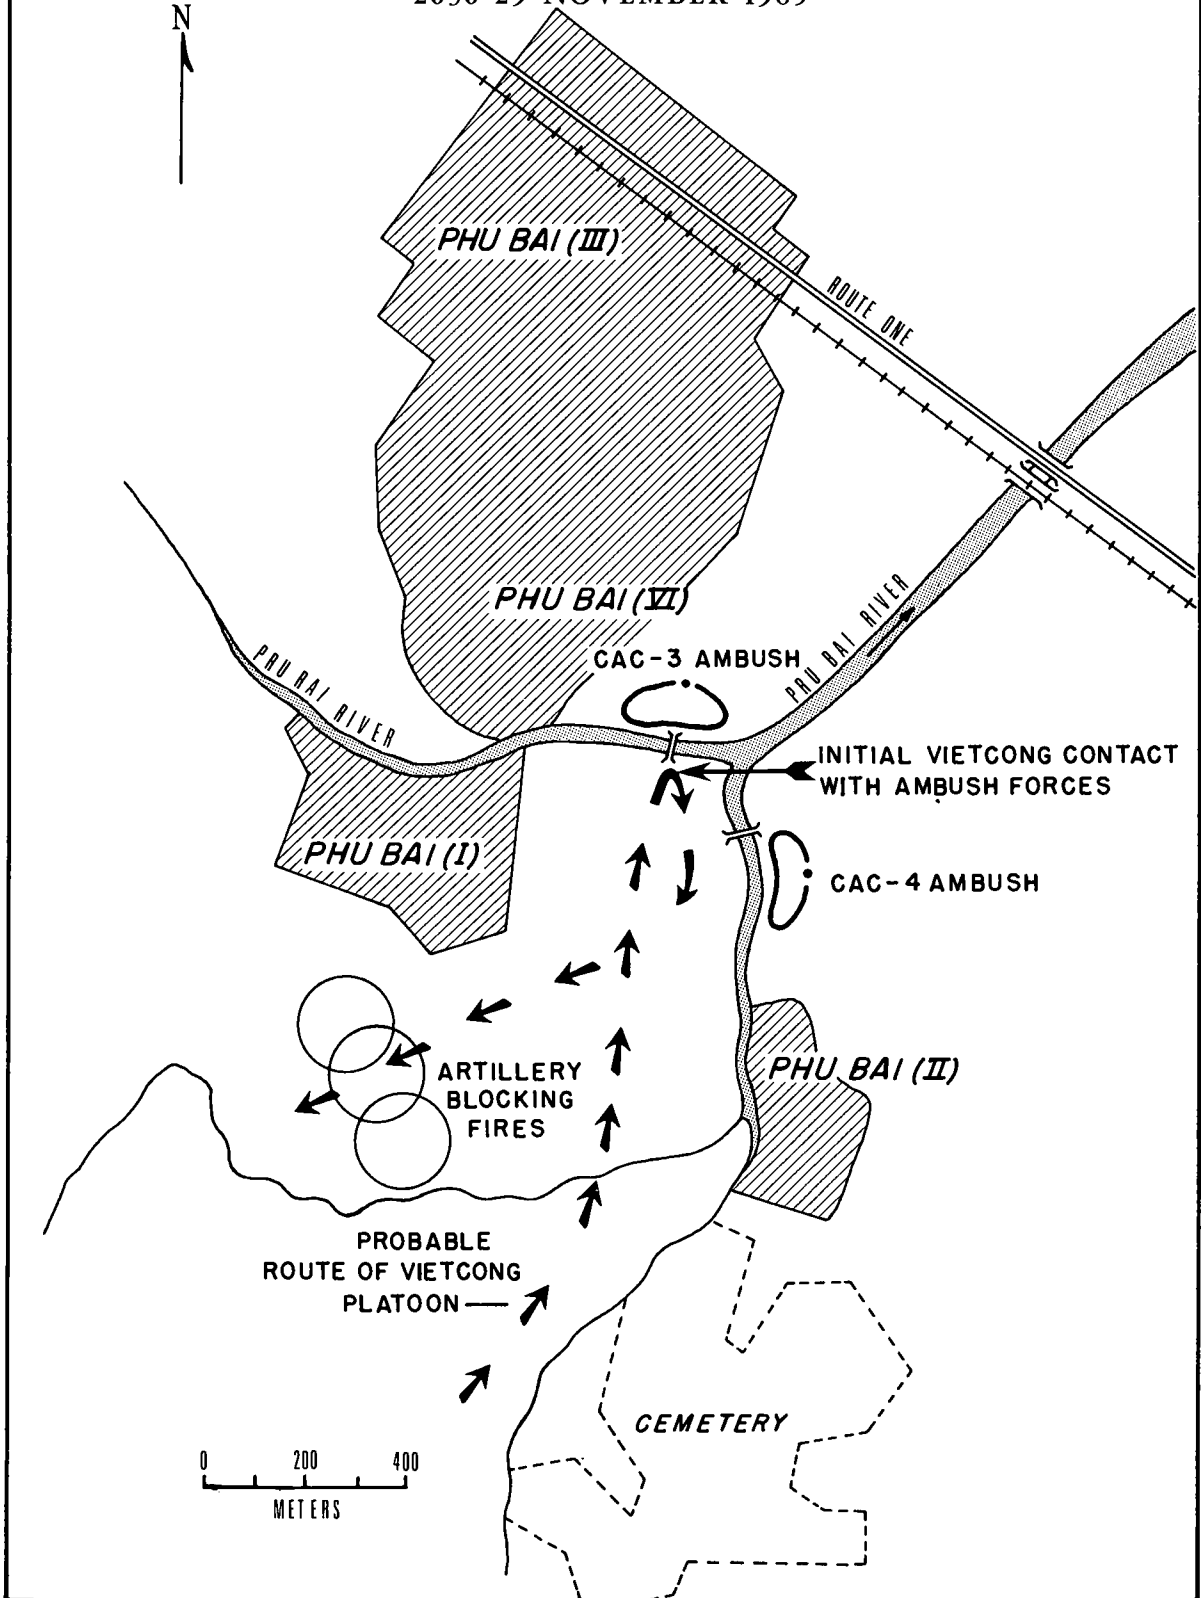 N
PHU BAI (III)
ROUTE ONE
PHU BAI (VI)
PRU BAI RIVER
CAC-3 AMBUSH
PRU BAI RIVER
INITIAL VIETCONG CONTACT
WITH AMBUSH FORCES
PHU BAI (I)
CAC-4 AMBUSH
PHU BAI (II)
ARTILLERY
BLOCKING
FIRES
PROBABLE
ROUTE OF VIETCONG
PLATOON
CEMETERY
0 200 400
METERS